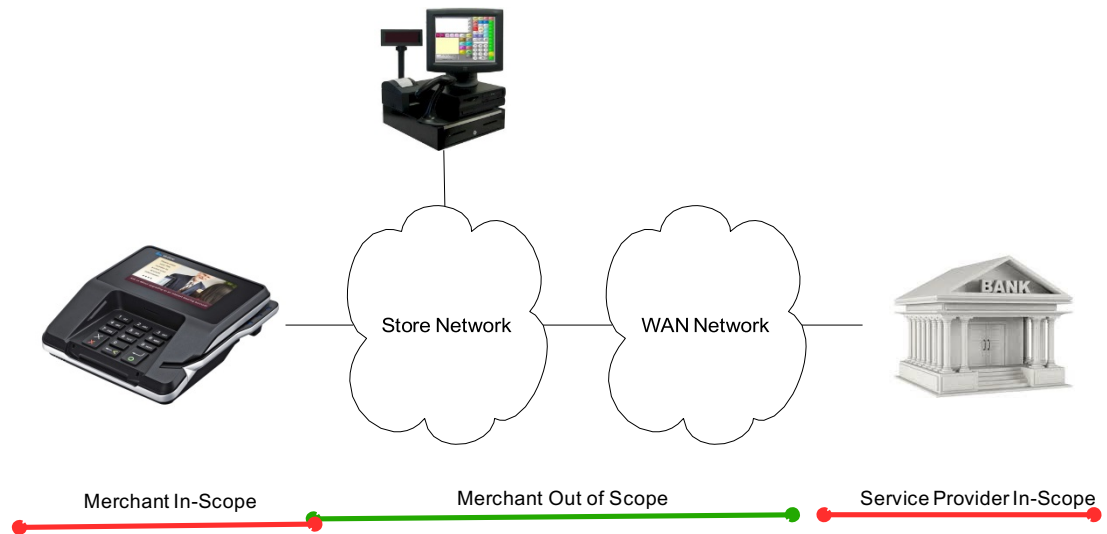 BANK
Store Network
WAN Network
Merchant In-Scope
Merchant Out of Scope
Service Provider In-Scope